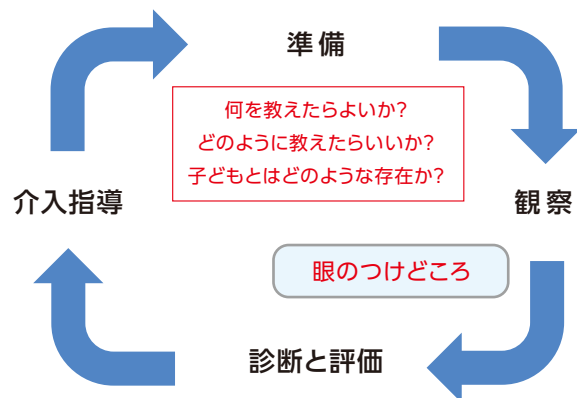 準備
何を教えたらよいか?
どのように教えたらいいか?
子どもとはどのような存在か?
介入指導
観察
眼のつけどころ
診断と評価